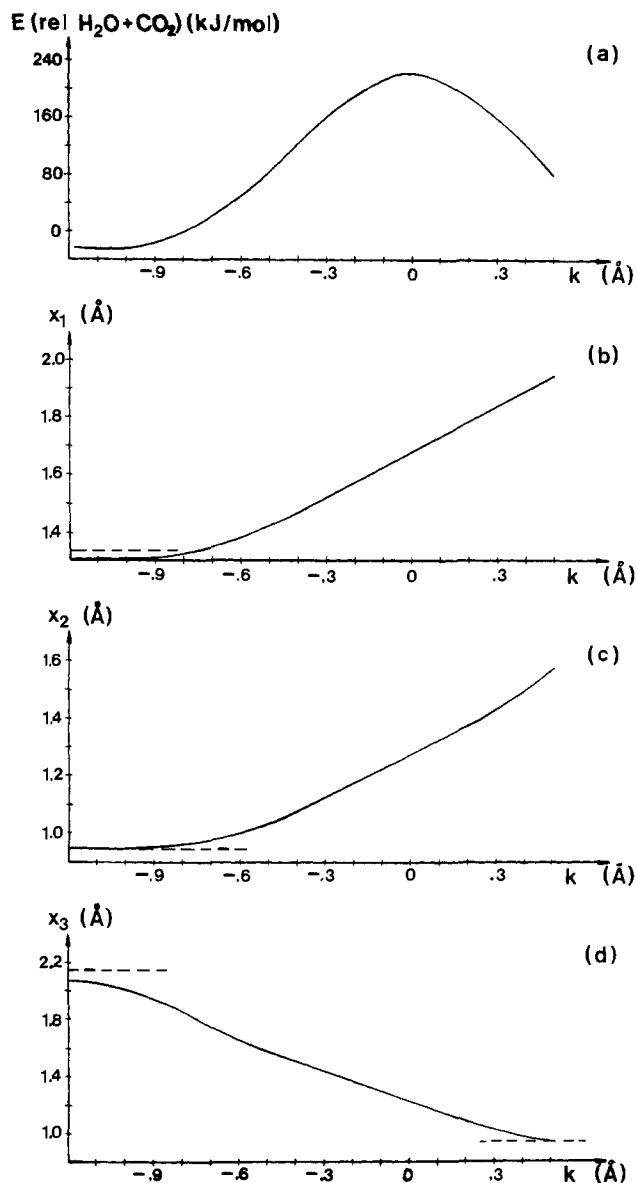 E (rel H₂O+CO₂) (kJ/mol)
(a)
240
160
80
0
-.9 -.6 -.3 0 .3 k (Å)
x₁ (Å)
(b)
2.0
1.8
1.6
1.4
-.9 -.6 -.3 0 .3 k (Å)
x₂ (Å)
(c)
1.6
1.4
1.2
1.0
-.9 -.6 -.3 0 .3 k (Å)
x₃ (Å)
(d)
2.2
1.8
1.4
1.0
-.9 -.6 -.3 0 .3 k (Å)